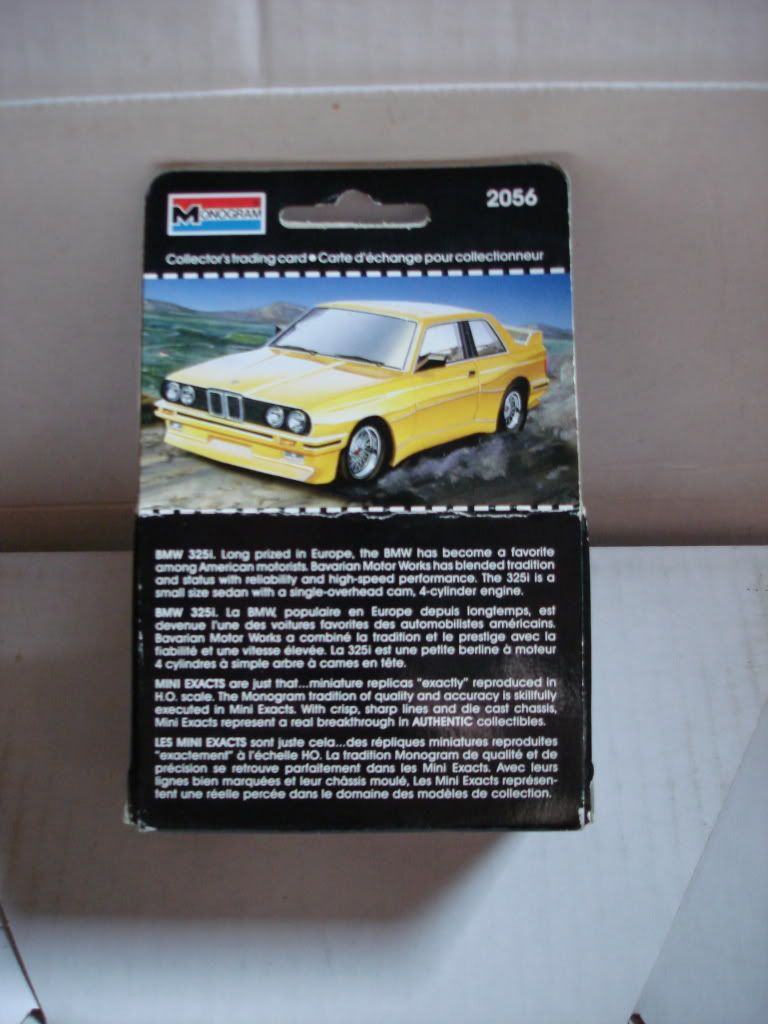 MONOGRAM
2056
Collector's trading card • Carte d'échange pour collectionneur
BMW 325i. Long prized in Europe, the BMW has become a favorite
among American motorists. Bavarian Motor Works has blended tradition
and status with reliability and high-speed performance. The 325i is a
small size sedan with a single-overhead cam, 4-cylinder engine.
BMW 325i. La BMW, populaire en Europe depuis longtemps, est
devenue l'une des voitures favorites des automobilistes américains.
Bavarian Motor Works a combiné la tradition et le prestige avec la
fiabilité et une vitesse élevée. La 325i est une petite berline à moteur
4 cylindres à simple arbre à cames en tête.
MINI EXACTS are just that...miniature replicas "exactly" reproduced in
H.O. scale. The Monogram tradition of quality and accuracy is skillfully
executed in Mini Exacts. With crisp, sharp lines and die cast chassis,
Mini Exacts represent a real breakthrough in AUTHENTIC collectibles.
LES MINI EXACTS sont juste cela...des répliques miniatures reproduites
"exactement" à l'échelle HO. La tradition Monogram de qualité et de
précision se retrouve parfaitement dans les Mini Exacts. Avec leurs
lignes bien marquées et leur châssis moulé, Les Mini Exacts représen-
tent une réelle percée dans le domaine des modèles de collection.